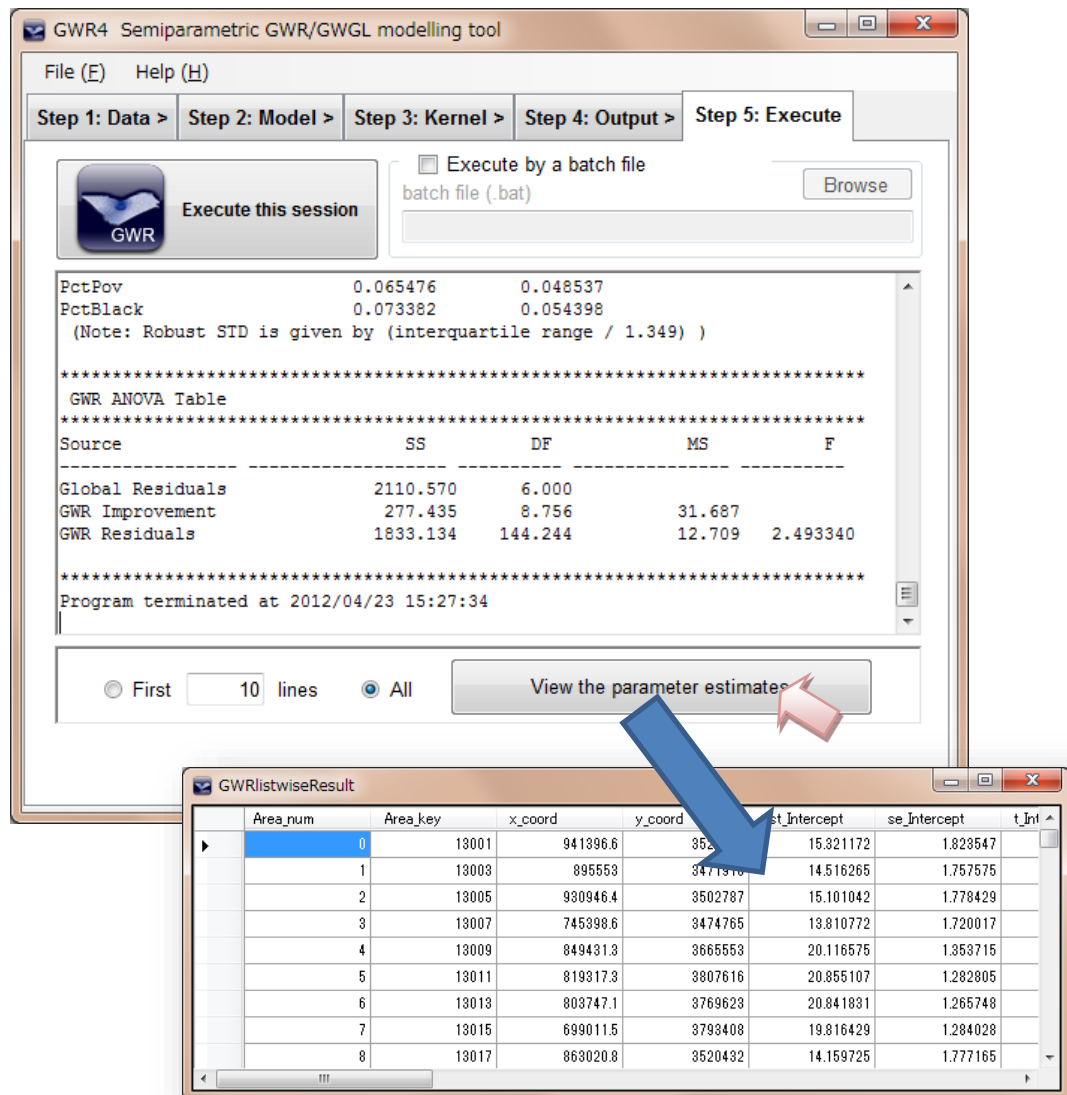 GWR4 Semiparametric GWR/GWGL modelling tool
File (F) Help (H)
Step 1: Data > Step 2: Model > Step 3: Kernel > Step 4: Output > Step 5: Execute
Execute this session
GWR
Execute by a batch file
batch file (.bat)
Browse
PctPov 0.065476 0.048537
PctBlack 0.073382 0.054398
(Note: Robust STD is given by (interquartile range / 1.349) )
*****************************************************************************
GWR ANOVA Table
*****************************************************************************
Source SS DF MS F
----------------- ------------------- ---------- --------------- ----------
Global Residuals 2110.570 6.000
GWR Improvement 277.435 8.756 31.687
GWR Residuals 1833.134 144.244 12.709 2.493340
*****************************************************************************
Program terminated at 2012/04/23 15:27:34
First 10 lines All View the parameter estimates
GWRlistwiseResult
Area_num Area_key x_coord y_coord st_Intercept se_Intercept t_Int
0 13001 941396.6 15.321172 1.823547
1 13003 895553 14.516265 1.757575
2 13005 930946.4 3502787 15.101042 1.778429
3 13007 745398.6 3474765 13.810772 1.720017
4 13009 849431.3 3665553 20.116575 1.353715
5 13011 819317.3 3807616 20.855107 1.282805
6 13013 803747.1 3769623 20.841831 1.265748
7 13015 699011.5 3793408 19.816429 1.284028
8 13017 863020.8 3520432 14.159725 1.777165